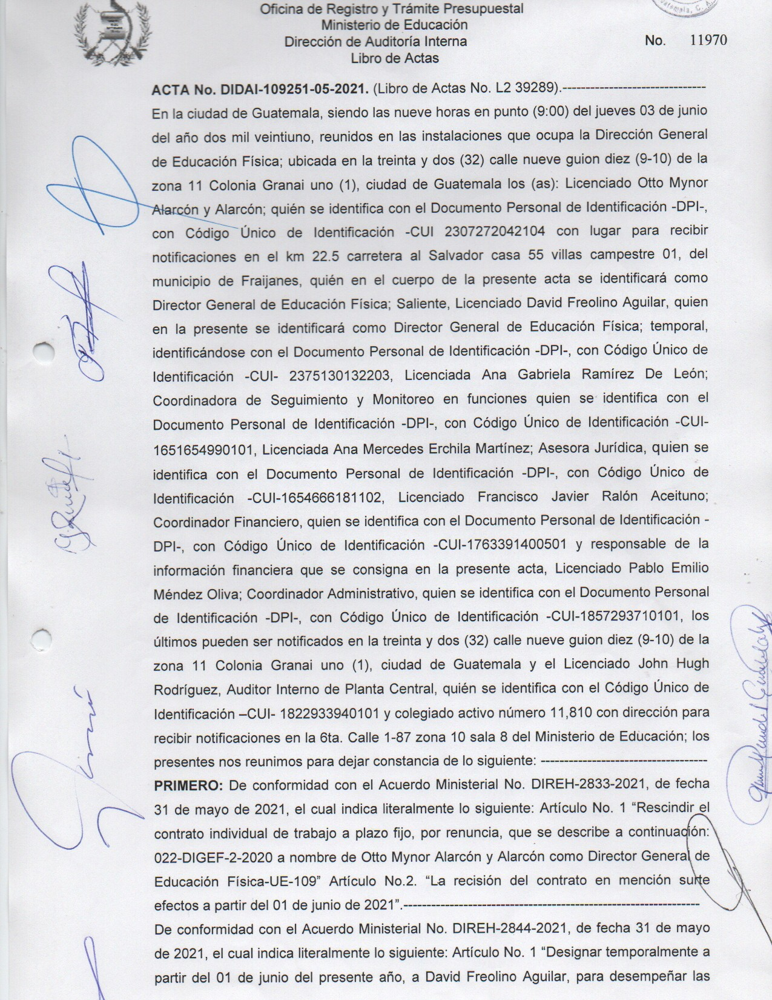 Oficina de Registro y Trámite Presupuestal
Ministerio de Educación
Dirección de Auditoría Interna
Libro de Actas
No. 11970
ACTA No. DIDAI-109251-05-2021. (Libro de Actas No. L2 39289).-------------------------------
En la ciudad de Guatemala, siendo las nueve horas en punto (9:00) del jueves 03 de junio
del año dos mil veintiuno, reunidos en las instalaciones que ocupa la Dirección General
de Educación Física; ubicada en la treinta y dos (32) calle nueve guion diez (9-10) de la
zona 11 Colonia Granai uno (1), ciudad de Guatemala los (as): Licenciado Otto Mynor
Alarcón y Alarcón; quién se identifica con el Documento Personal de Identificación -DPI-,
con Código Único de Identificación -CUI 2307272042104 con lugar para recibir
notificaciones en el km 22.5 carretera al Salvador casa 55 villas campestre 01, del
municipio de Fraijanes, quién en el cuerpo de la presente acta se identificará como
Director General de Educación Física; Saliente, Licenciado David Freolino Aguilar, quien
en la presente se identificará como Director General de Educación Física; temporal,
identificándose con el Documento Personal de Identificación -DPI-, con Código Único de
Identificación -CUI- 2375130132203, Licenciada Ana Gabriela Ramírez De León;
Coordinadora de Seguimiento y Monitoreo en funciones quien se identifica con el
Documento Personal de Identificación -DPI-, con Código Único de Identificación -CUI-
1651654990101, Licenciada Ana Mercedes Erchila Martínez; Asesora Jurídica, quien se
identifica con el Documento Personal de Identificación -DPI-, con Código Único de
Identificación -CUI-1654666181102, Licenciado Francisco Javier Ralón Aceituno;
Coordinador Financiero, quien se identifica con el Documento Personal de Identificación -
DPI-, con Código Único de Identificación -CUI-1763391400501 y responsable de la
información financiera que se consigna en la presente acta, Licenciado Pablo Emilio
Méndez Oliva; Coordinador Administrativo, quien se identifica con el Documento Personal
de Identificación -DPI-, con Código Único de Identificación -CUI-1857293710101, los
últimos pueden ser notificados en la treinta y dos (32) calle nueve guion diez (9-10) de la
zona 11 Colonia Granai uno (1), ciudad de Guatemala y el Licenciado John Hugh
Rodríguez, Auditor Interno de Planta Central, quién se identifica con el Código Único de
Identificación –CUI- 1822933940101 y colegiado activo número 11,810 con dirección para
recibir notificaciones en la 6ta. Calle 1-87 zona 10 sala 8 del Ministerio de Educación; los
presentes nos reunimos para dejar constancia de lo siguiente: ------------------------------------
PRIMERO: De conformidad con el Acuerdo Ministerial No. DIREH-2833-2021, de fecha
31 de mayo de 2021, el cual indica literalmente lo siguiente: Artículo No. 1 “Rescindir el
contrato individual de trabajo a plazo fijo, por renuncia, que se describe a continuación:
022-DIGEF-2-2020 a nombre de Otto Mynor Alarcón y Alarcón como Director General de
Educación Física-UE-109” Artículo No.2. “La recisión del contrato en mención surte
efectos a partir del 01 de junio de 2021”.----------------------------------------------------------------
De conformidad con el Acuerdo Ministerial No. DIREH-2844-2021, de fecha 31 de mayo
de 2021, el cual indica literalmente lo siguiente: Artículo No. 1 “Designar temporalmente a
partir del 01 de junio del presente año, a David Freolino Aguilar, para desempeñar las